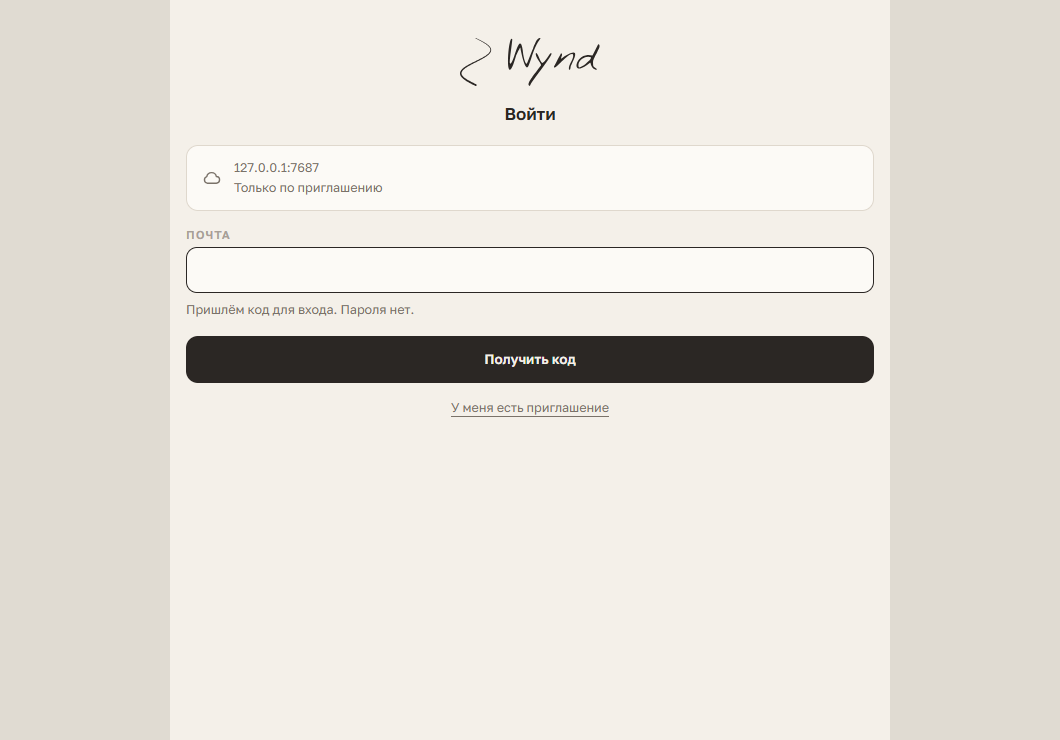 Wynd
Войти
127.0.0.1:7687
Только по приглашению
ПОЧТА
Пришлём код для входа. Пароля нет.
Получить код
У меня есть приглашение